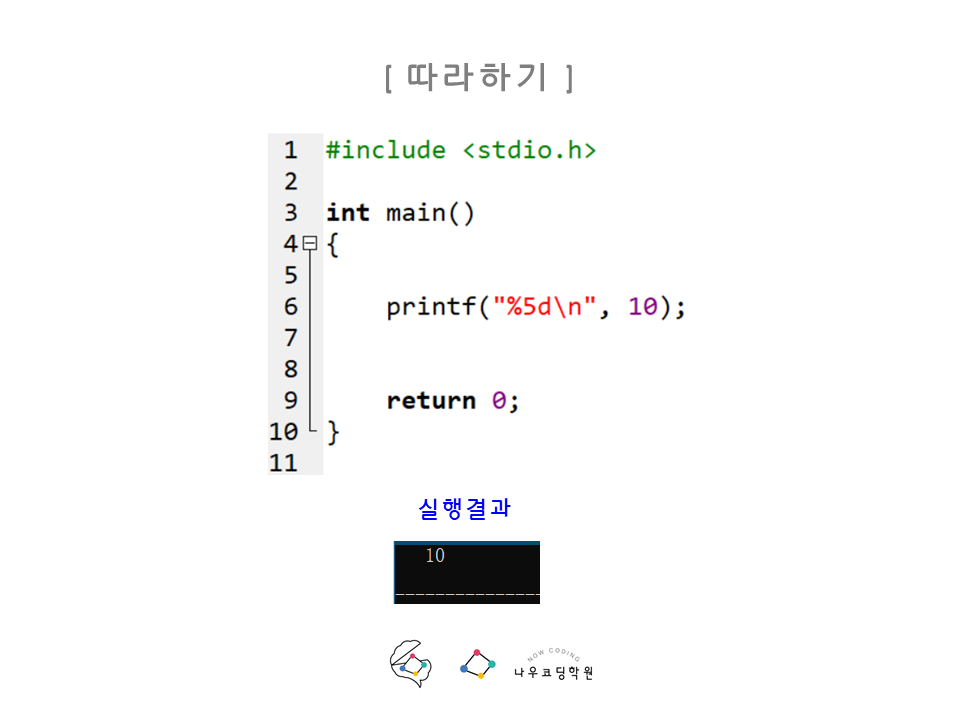 [ 따라하기 ]
1 #include <stdio.h>
2
3 int main()
4 {
5
6 printf("%5d\n", 10);
7
8
9 return 0;
10 }
11
실행결과
10
--------------
NOW CODING
나우코딩학원